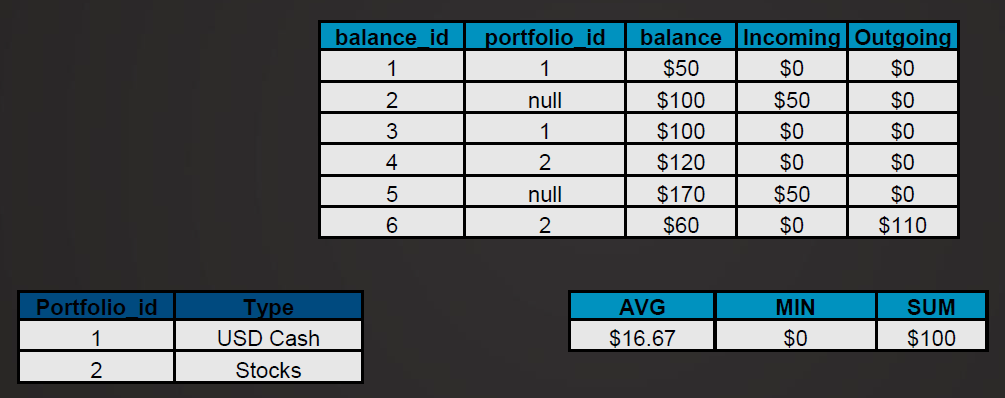 balance_id portfolio_id balance Incoming Outgoing
1 1 $50 $0 $0
2 null $100 $50 $0
3 1 $100 $0 $0
4 2 $120 $0 $0
5 null $170 $50 $0
6 2 $60 $0 $110
Portfolio_id Type
1 USD Cash
2 Stocks
AVG MIN SUM
$16.67 $0 $100